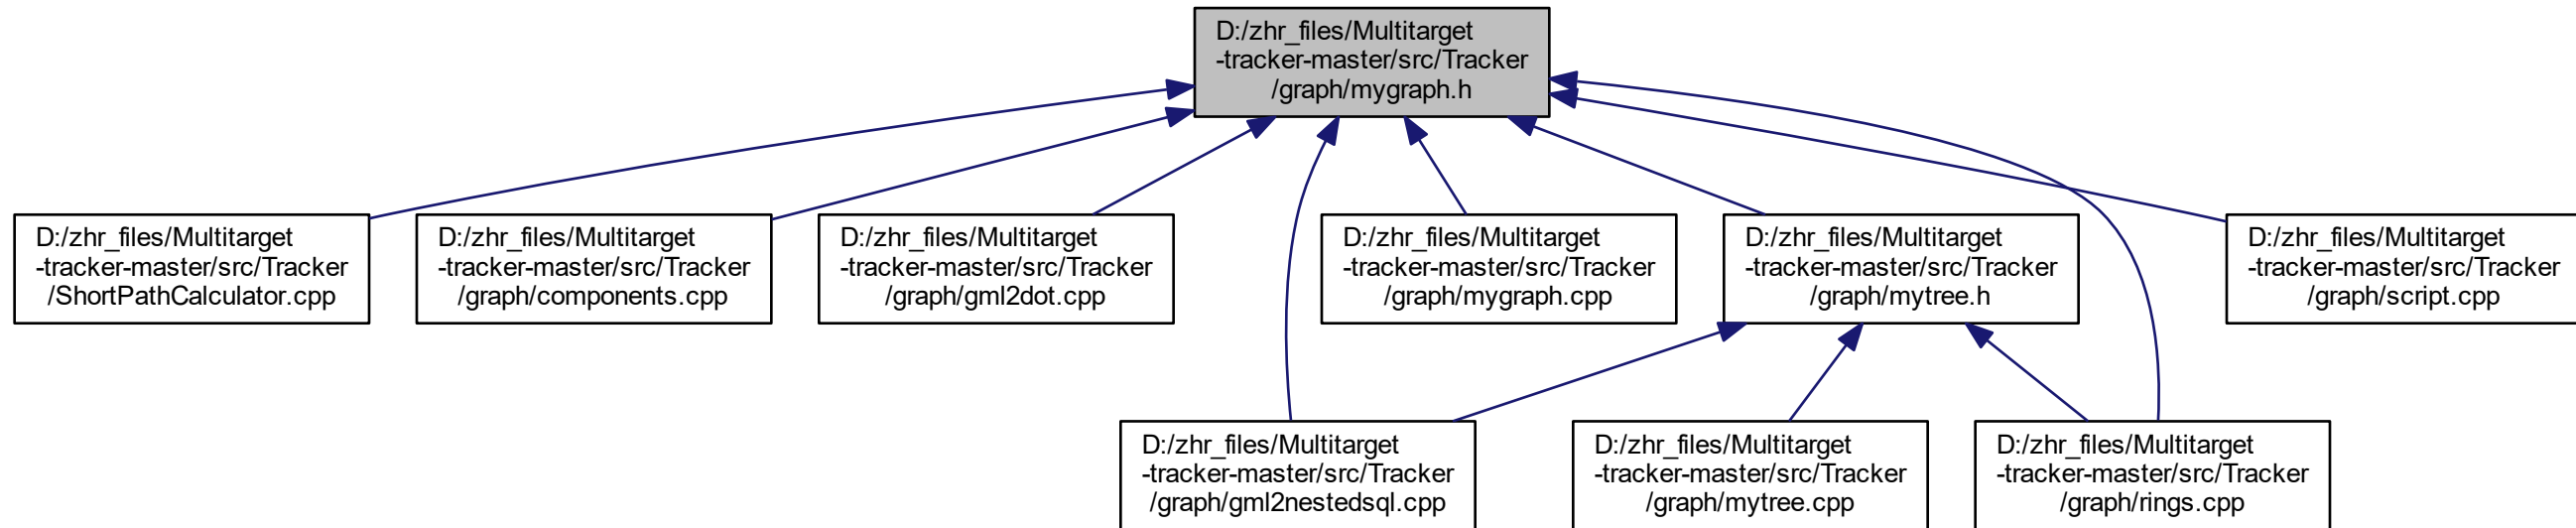 D:/zhr_files/Multitarget
-tracker-master/src/Tracker
/graph/mygraph.h
D:/zhr_files/Multitarget
-tracker-master/src/Tracker
/ShortPathCalculator.cpp
D:/zhr_files/Multitarget
-tracker-master/src/Tracker
/graph/components.cpp
D:/zhr_files/Multitarget
-tracker-master/src/Tracker
/graph/gml2dot.cpp
D:/zhr_files/Multitarget
-tracker-master/src/Tracker
/graph/mygraph.cpp
D:/zhr_files/Multitarget
-tracker-master/src/Tracker
/graph/mytree.h
D:/zhr_files/Multitarget
-tracker-master/src/Tracker
/graph/script.cpp
D:/zhr_files/Multitarget
-tracker-master/src/Tracker
/graph/gml2nestedsql.cpp
D:/zhr_files/Multitarget
-tracker-master/src/Tracker
/graph/mytree.cpp
D:/zhr_files/Multitarget
-tracker-master/src/Tracker
/graph/rings.cpp